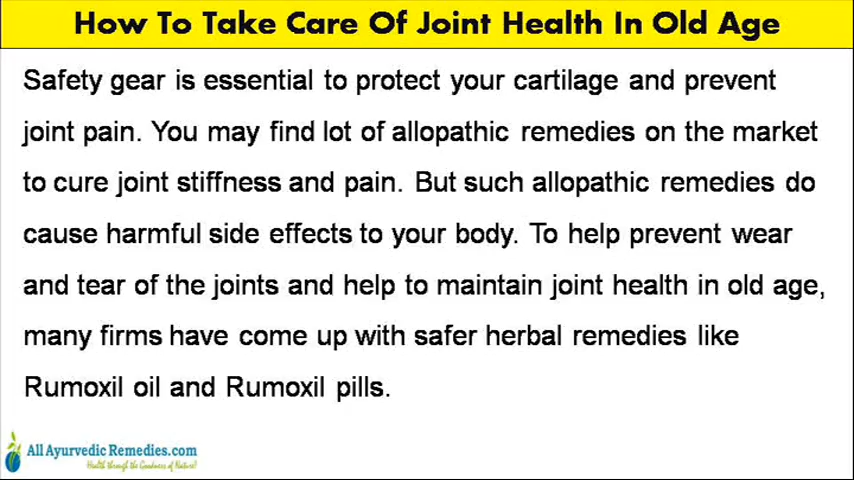 How To Take Care Of Joint Health In Old Age
Safety gear is essential to protect your cartilage and prevent
joint pain. You may find lot of allopathic remedies on the market
to cure joint stiffness and pain. But such allopathic remedies do
cause harmful side effects to your body. To help prevent wear
and tear of the joints and help to maintain joint health in old age,
many firms have come up with safer herbal remedies like
Rumoxil oil and Rumoxil pills.
All Ayurvedic Remedies.com
Health through the Goodness of Nature!